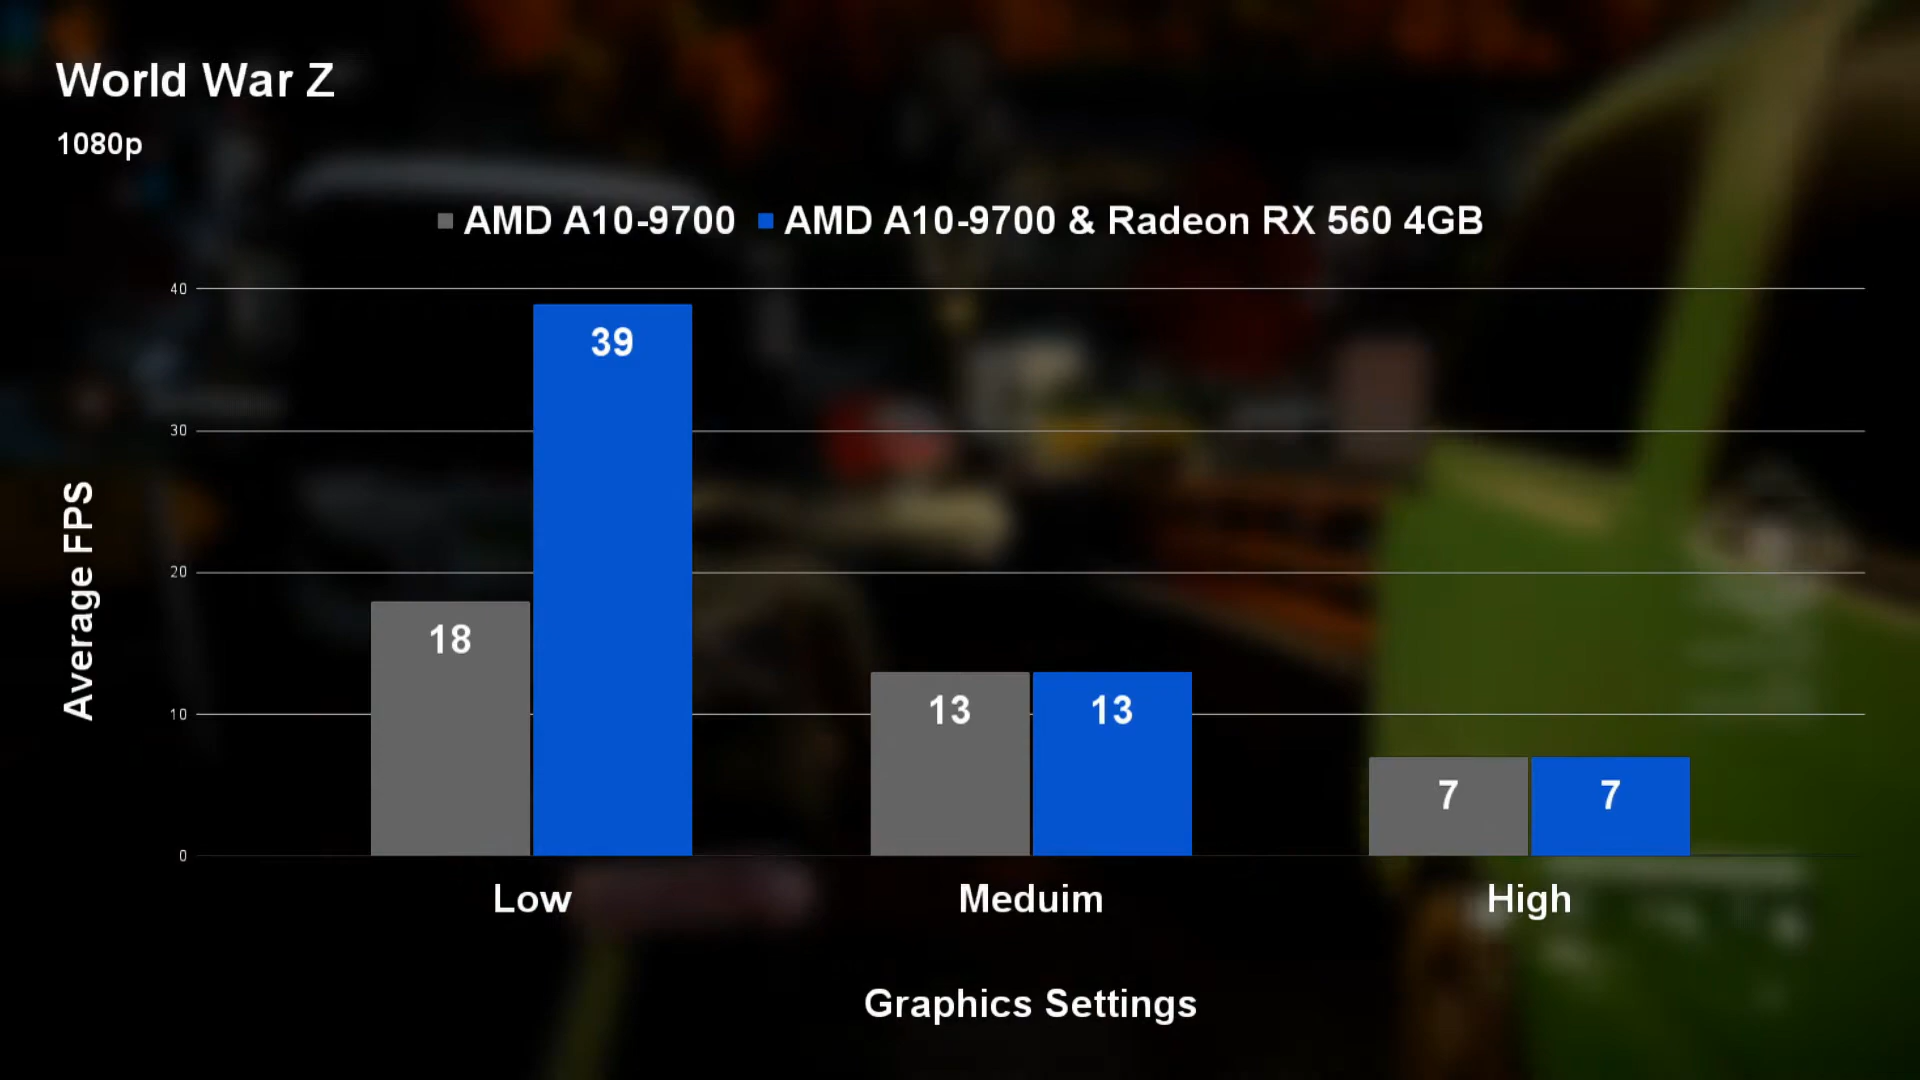 World War Z
1080p
AMD A10-9700 AMD A10-9700 & Radeon RX 560 4GB
40
30
20
10
0
Average FPS
18
39
13
13
7
7
Low
Meduim
High
Graphics Settings